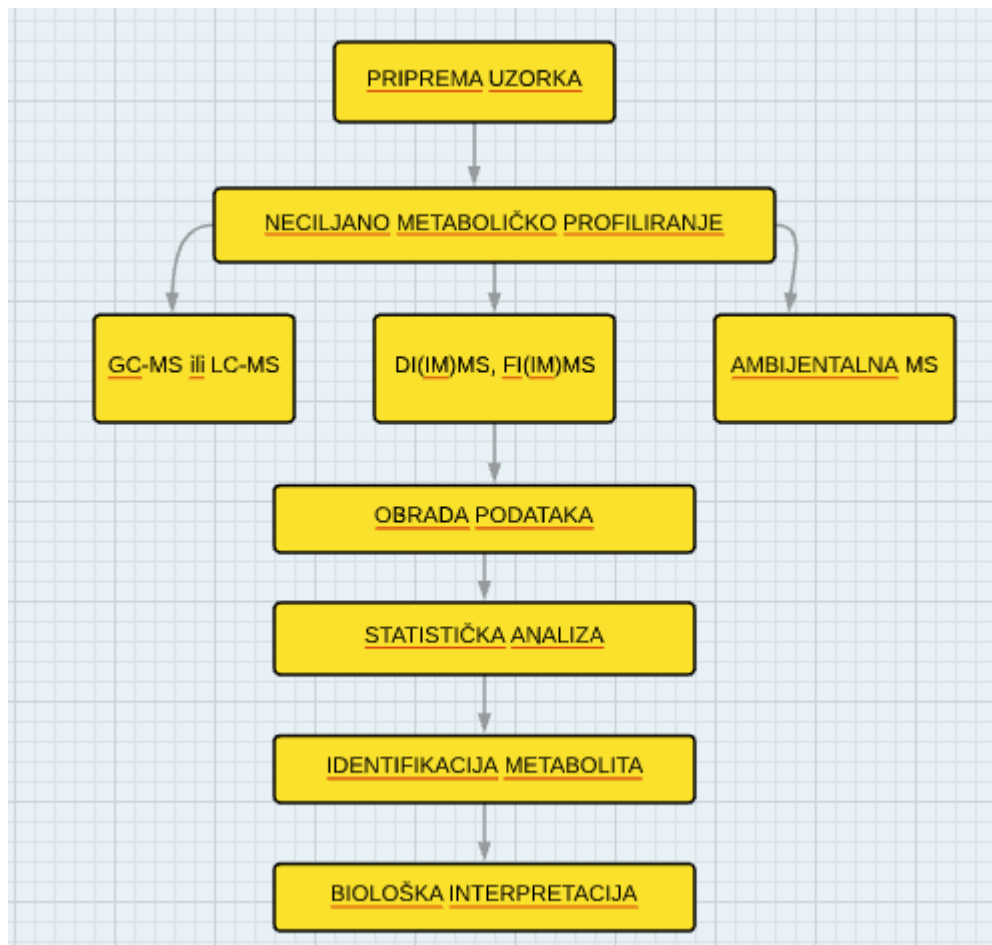 PRIPREMA UZORKA
NECILJANO METABOLIČKO PROFILIRANJE
GC-MS ili LC-MS
DI(IM)MS, FI(IM)MS
AMBIJENTALNA MS
OBRADA PODATAKA
STATISTIČKA ANALIZA
IDENTIFIKACIJA METABOLITA
BIOLOŠKA INTERPRETACIJA